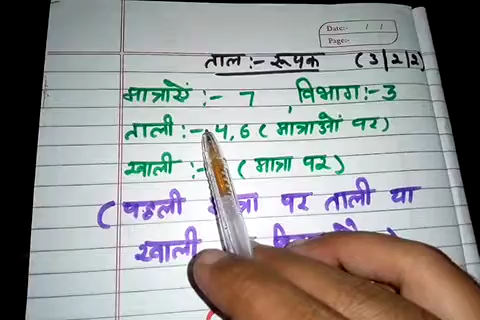 Date:- / /
Page:-
ताल :- रूपक (3|2|2)
मात्राएं :- 7 , विभाग :- 3
ताली :- 4, 6 ( मात्राओं पर )
खाली :- ( मात्रा पर )
( पहली पर ताली या
खाली